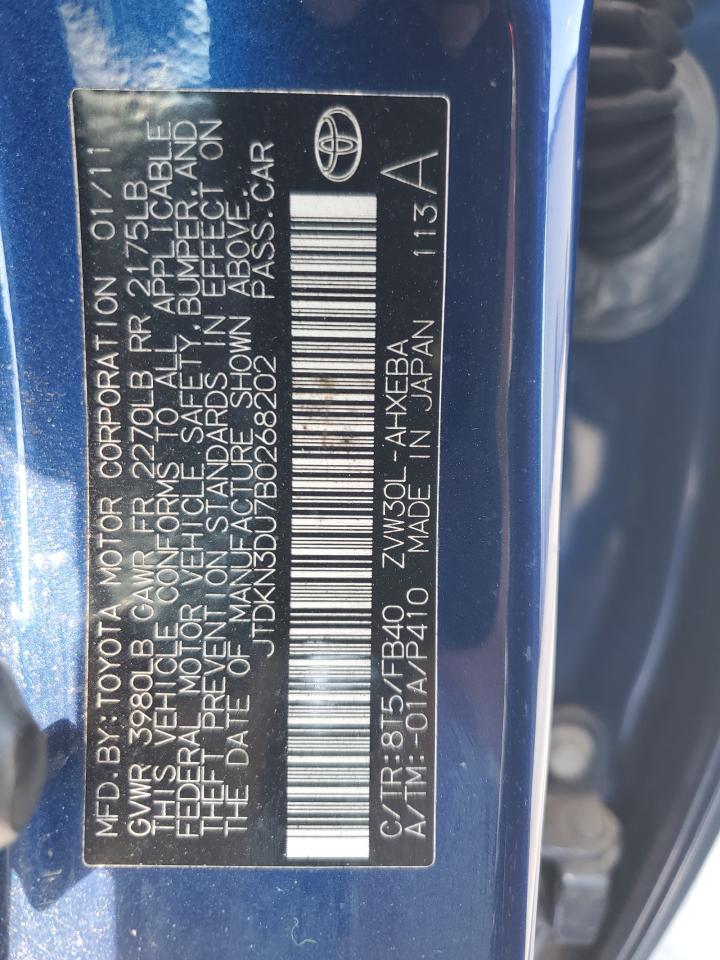 MFD.BY:TOYOTA MOTOR CORPORATION 01/11
GVWR 3980LB GAWR FR 2270LB RR 2175LB
THIS VEHICLE CONFORMS TO ALL APPLICABLE
FEDERAL MOTOR VEHICLE SAFETY,BUMPER,AND
THEFT PREVENTION STANDARDS IN EFFECT ON
THE DATE OF MANUFACTURE SHOWN ABOVE.
JTDKN3DU7B0268202 PASS.CAR
C/TR:8T5/FB40 ZVW30L-AHXEBA
A/TM:-01A/P410 MADE IN JAPAN 113 A